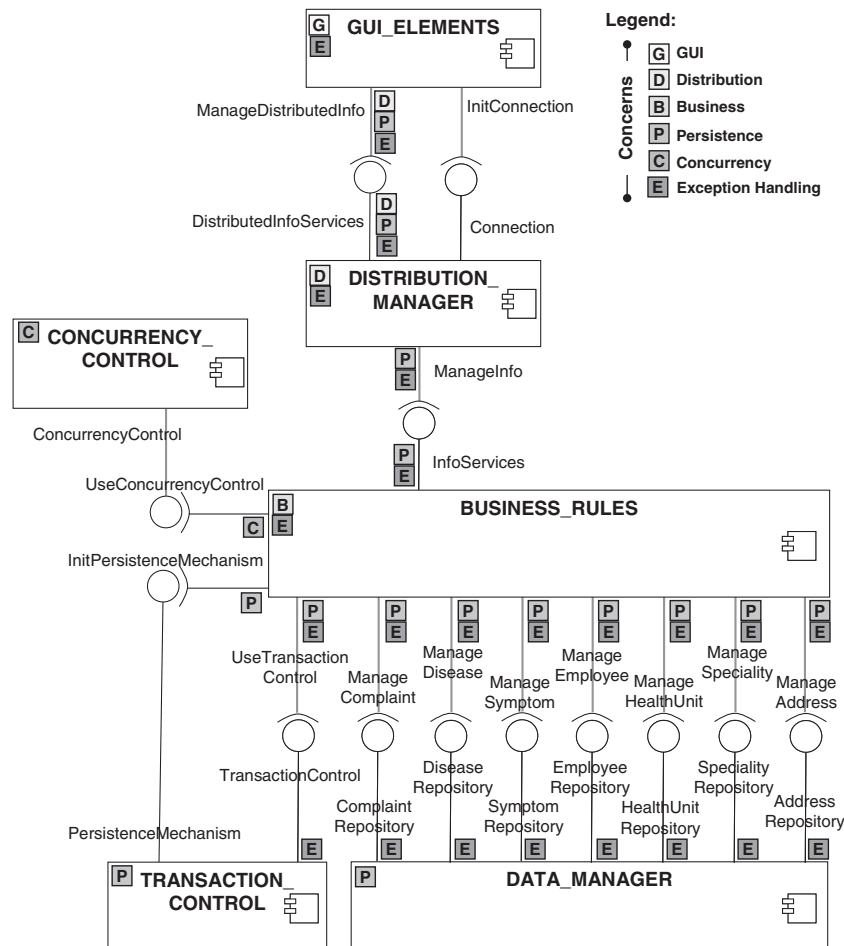 G
E
GUI_ELEMENTS
Legend:
Concerns
G GUI
D Distribution
B Business
P Persistence
C Concurrency
E Exception Handling
ManageDistributedInfo
D
P
E
InitConnection
DistributedInfoServices
D
P
E
Connection
D
E
DISTRIBUTION_
MANAGER
C
CONCURRENCY_
CONTROL
P
E
ManageInfo
ConcurrencyControl
P
E
InfoServices
UseConcurrencyControl
C
B
E
BUSINESS_RULES
InitPersistenceMechanism
P
P P P P P P P P
E E E E E E E E
UseTransaction
Control
Manage
Complaint
Manage
Disease
Manage
Symptom
Manage
Employee
Manage
HealthUnit
Manage
Speciality
Manage
Address
TransactionControl
Complaint
Repository
Disease
Repository
Symptom
Repository
Employee
Repository
HealthUnit
Repository
Speciality
Repository
Address
Repository
PersistenceMechanism
E E E E E E E E
P
TRANSACTION_
CONTROL
P
DATA_MANAGER